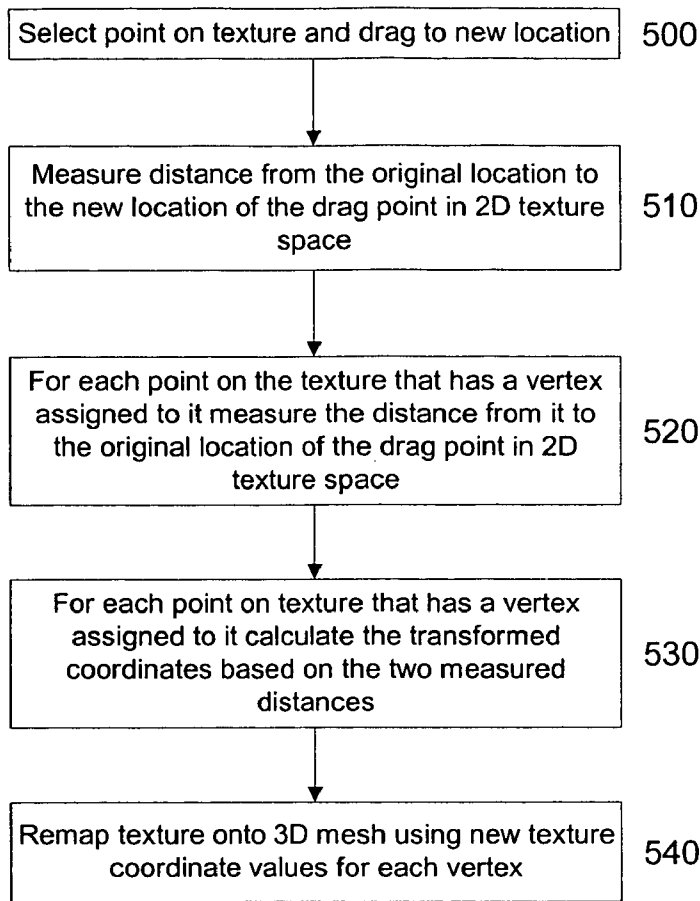 Select point on texture and drag to new location
500
Measure distance from the original location to
the new location of the drag point in 2D texture
space
510
For each point on the texture that has a vertex
assigned to it measure the distance from it to
the original location of the drag point in 2D
texture space
520
For each point on texture that has a vertex
assigned to it calculate the transformed
coordinates based on the two measured
distances
530
Remap texture onto 3D mesh using new texture
coordinate values for each vertex
540